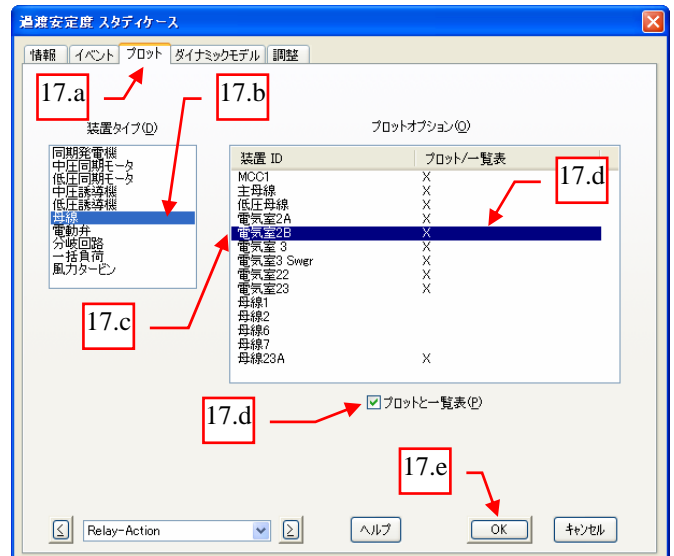 過渡安定度 スタディケース
情報 イベント プロット ダイナミックモデル 調整
17.a
17.b
装置タイプ(D)
プロットオプション(O)
同期発電機
中圧同期モータ
低圧同期モータ
中圧誘導機
低圧誘導機
母線
電動弁
分岐回路
一括負荷
風力タービン
装置 ID プロット/一覧表
MCC1 X
主母線 X
低圧母線 X
電気室2A X
電気室2B X
電気室 3 X
電気室3 Swgr X
電気室22 X
電気室23 X
母線1
母線2
母線6
母線7
母線23A X
17.d
17.c
17.d
プロットと一覧表(P)
17.e
< Relay-Action > ヘルプ OK キャンセル